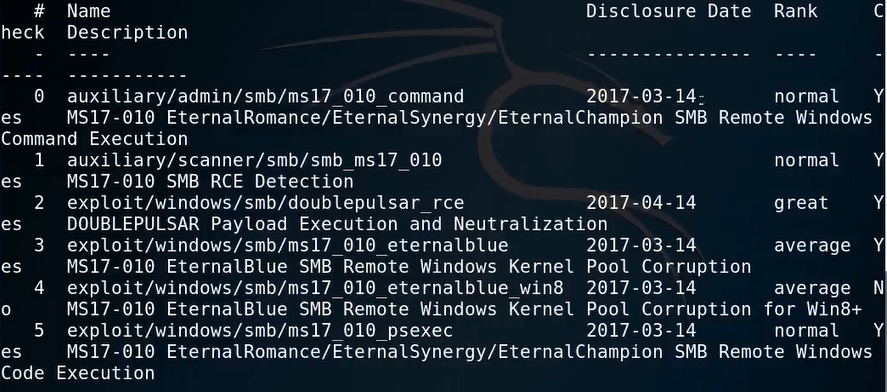 # Name Disclosure Date Rank C
heck Description
- ---- --------------- ---- -
---- -----------
0 auxiliary/admin/smb/ms17_010_command 2017-03-14 normal Y
es MS17-010 EternalRomance/EternalSynergy/EternalChampion SMB Remote Windows
Command Execution
1 auxiliary/scanner/smb/smb_ms17_010 normal Y
es MS17-010 SMB RCE Detection
2 exploit/windows/smb/doublepulsar_rce 2017-04-14 great Y
es DOUBLEPULSAR Payload Execution and Neutralization
3 exploit/windows/smb/ms17_010_eternalblue 2017-03-14 average Y
es MS17-010 EternalBlue SMB Remote Windows Kernel Pool Corruption
4 exploit/windows/smb/ms17_010_eternalblue_win8 2017-03-14 average N
o MS17-010 EternalBlue SMB Remote Windows Kernel Pool Corruption for Win8+
5 exploit/windows/smb/ms17_010_psexec 2017-03-14 normal Y
es MS17-010 EternalRomance/EternalSynergy/EternalChampion SMB Remote Windows
Code Execution